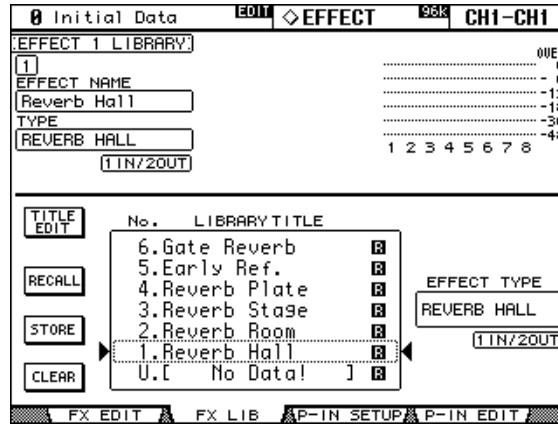 0 Initial Data EDIT ◇EFFECT 96K CH1-CH1
EFFECT 1 LIBRARY
1
EFFECT NAME
Reverb Hall
TYPE
REVERB HALL
1 IN/2OUT
1 2 3 4 5 6 7 8
TITLE EDIT
No. LIBRARY TITLE
6.Gate Reverb R
5.Early Ref. R
4.Reverb Plate R
3.Reverb Stage R
2.Reverb Room R
1.Reverb Hall R
U.[ No Data! ] R
RECALL
STORE
CLEAR
EFFECT TYPE
REVERB HALL
1 IN/2OUT
FX EDIT FX LIB P-IN SETUP P-IN EDIT